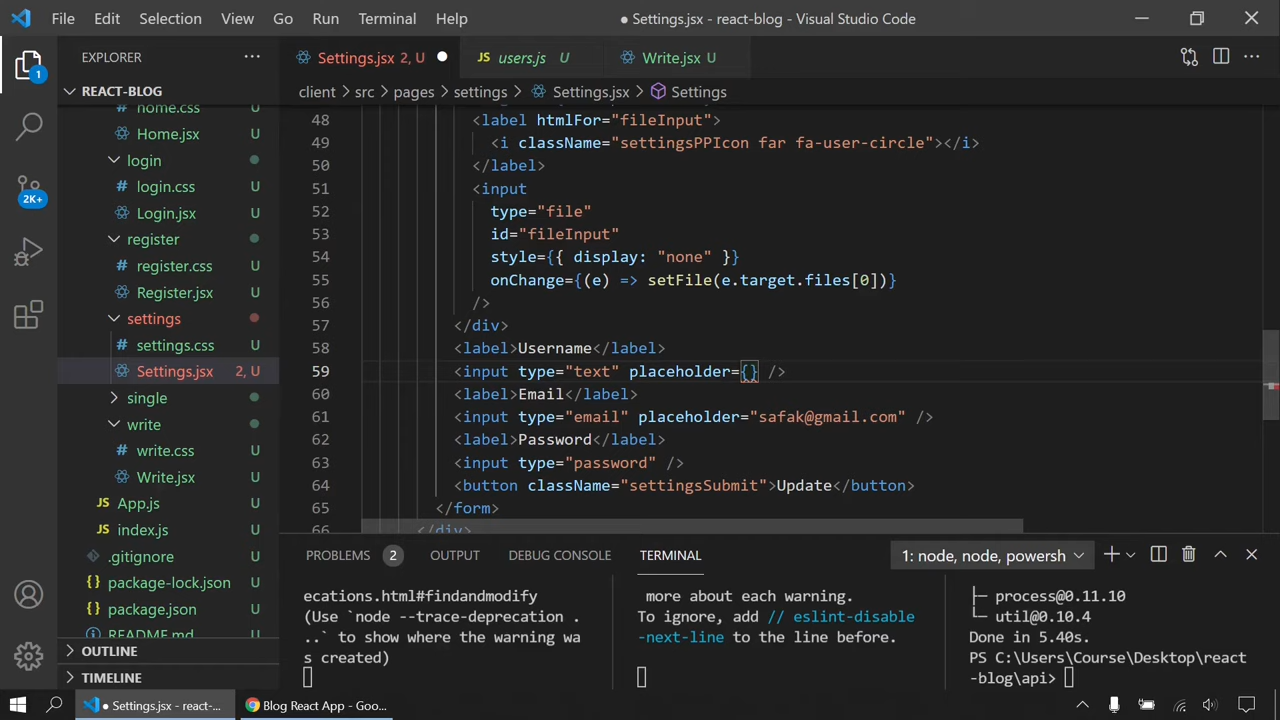 File Edit Selection View Go Run Terminal Help ● Settings.jsx - react-blog - Visual Studio Code
EXPLORER ...
Settings.jsx 2, U
JS users.js U
Write.jsx U
REACT-BLOG
client > src > pages > settings > Settings.jsx > Settings
1
2K+
home.css U
Home.jsx U
login
# login.css U
Login.jsx U
register
# register.css U
Register.jsx U
settings
# settings.css U
Settings.jsx 2, U
single
write
# write.css U
Write.jsx U
JS App.js U
JS index.js U
.gitignore U
{} package-lock.json U
{} package.json U
README.md U
OUTLINE
TIMELINE
48 <label htmlFor="fileInput">
49 <i className="settingsPPIcon far fa-user-circle"></i>
50 </label>
51 <input
52 type="file"
53 id="fileInput"
54 style={{ display: "none" }}
55 onChange={(e) => setFile(e.target.files[0])}
56 />
57 </div>
58 <label>Username</label>
59 <input type="text" placeholder={} />
60 <label>Email</label>
61 <input type="email" placeholder="safak@gmail.com" />
62 <label>Password</label>
63 <input type="password" />
64 <button className="settingsSubmit">Update</button>
65 </form>
66 </div>
PROBLEMS 2 OUTPUT DEBUG CONSOLE TERMINAL 1: node, node, powersh
ecations.html#findandmodify
(Use `node --trace-deprecation .
..` to show where the warning wa
s created)
more about each warning.
To ignore, add // eslint-disable
-next-line to the line before.
├─ process@0.11.10
└─ util@0.10.4
Done in 5.40s.
PS C:\Users\Course\Desktop\react
-blog\api>
● Settings.jsx - react-...
Blog React App - Goo...